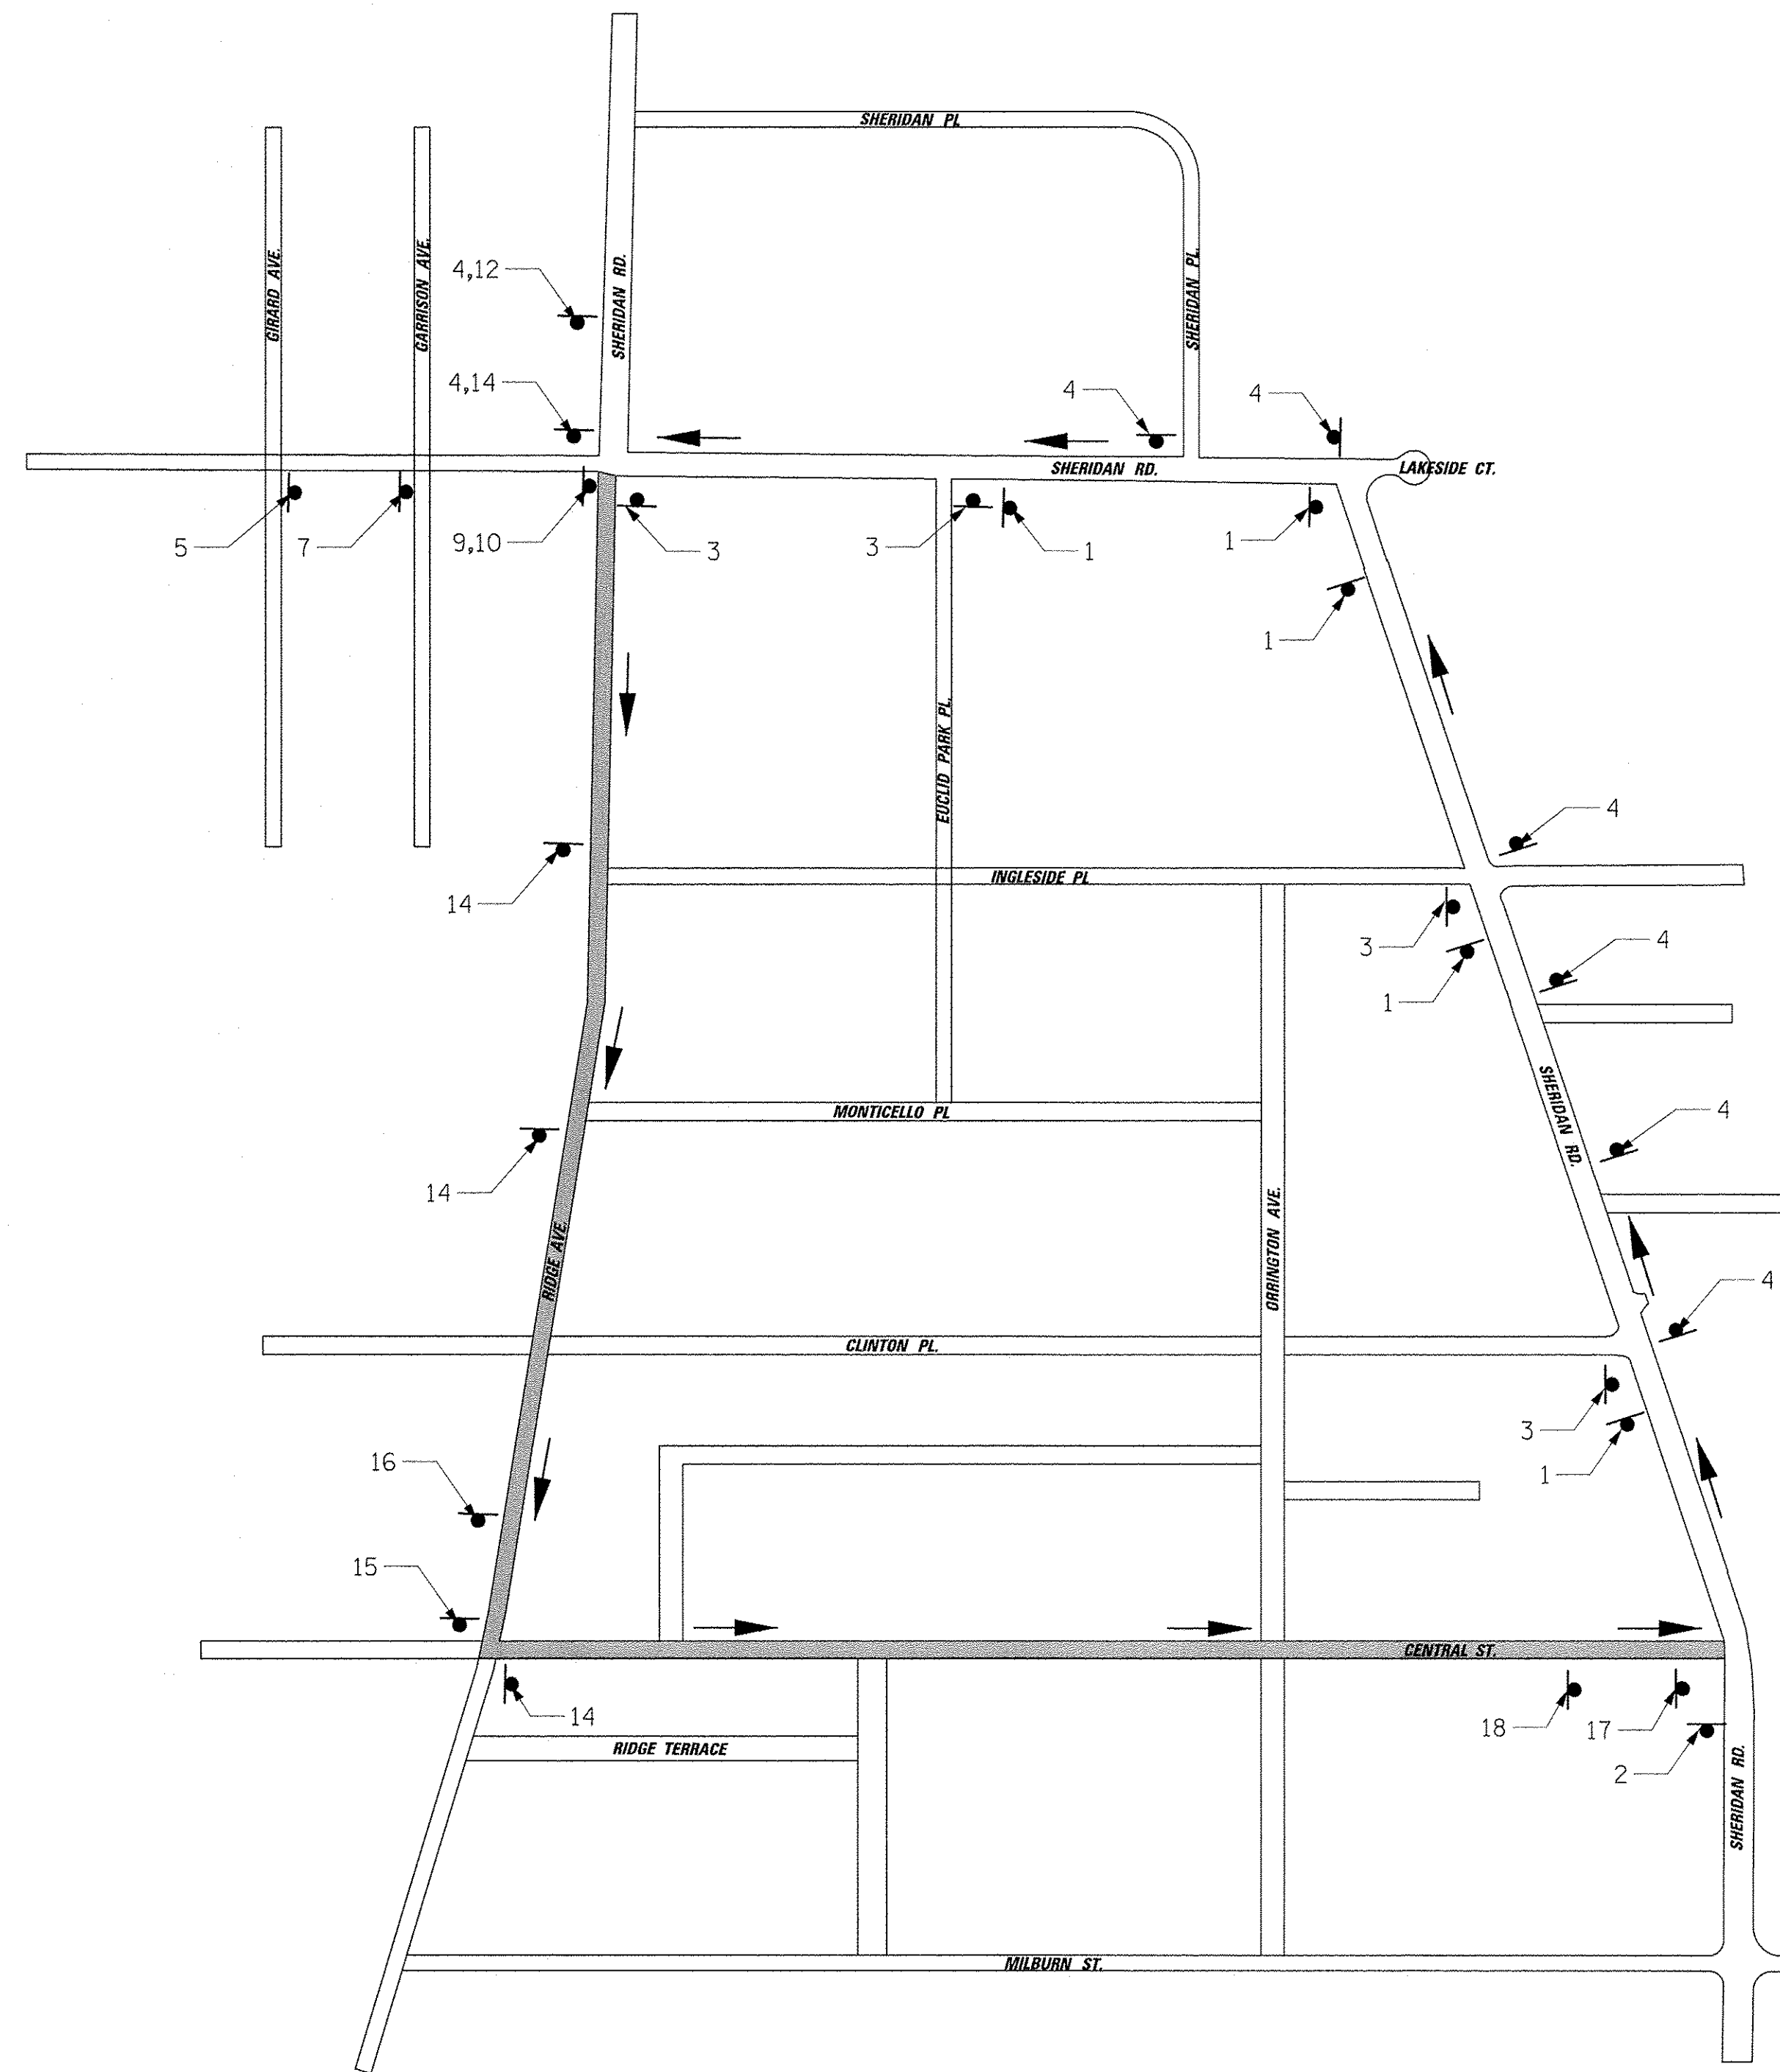 SHERIDAN PL
GIRARD AVE.
GARRISON AVE.
SHERIDAN RD.
SHERIDAN PL.
4,12
4,14
4
4
SHERIDAN RD.
LAKESIDE CT.
5
7
9,10
3
3
1
1
1
EUCLID PARK PL.
4
INGLESIDE PL
14
3
4
1
SHERIDAN RD.
MONTICELLO PL
4
14
RIDGE AVE.
ORRINGTON AVE.
4
CLINTON PL.
3
16
1
15
CENTRAL ST.
14
18
17
RIDGE TERRACE
2
SHERIDAN RD.
MILBURN ST.